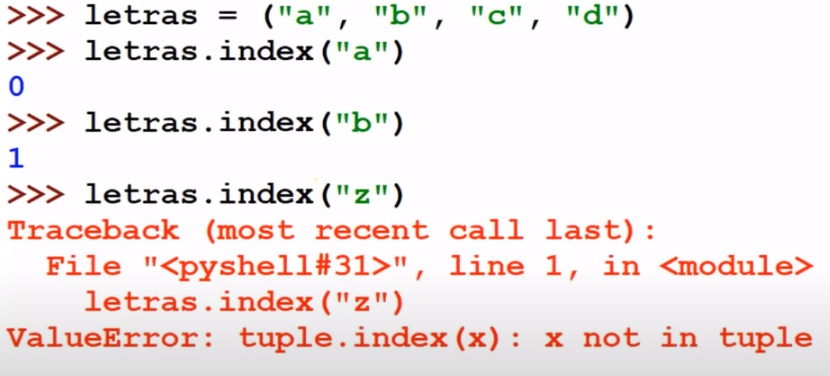 >>> letras = ("a", "b", "c", "d")
>>> letras.index("a")
0
>>> letras.index("b")
1
>>> letras.index("z")
Traceback (most recent call last):
  File "<pyshell#31>", line 1, in <module>
    letras.index("z")
ValueError: tuple.index(x): x not in tuple